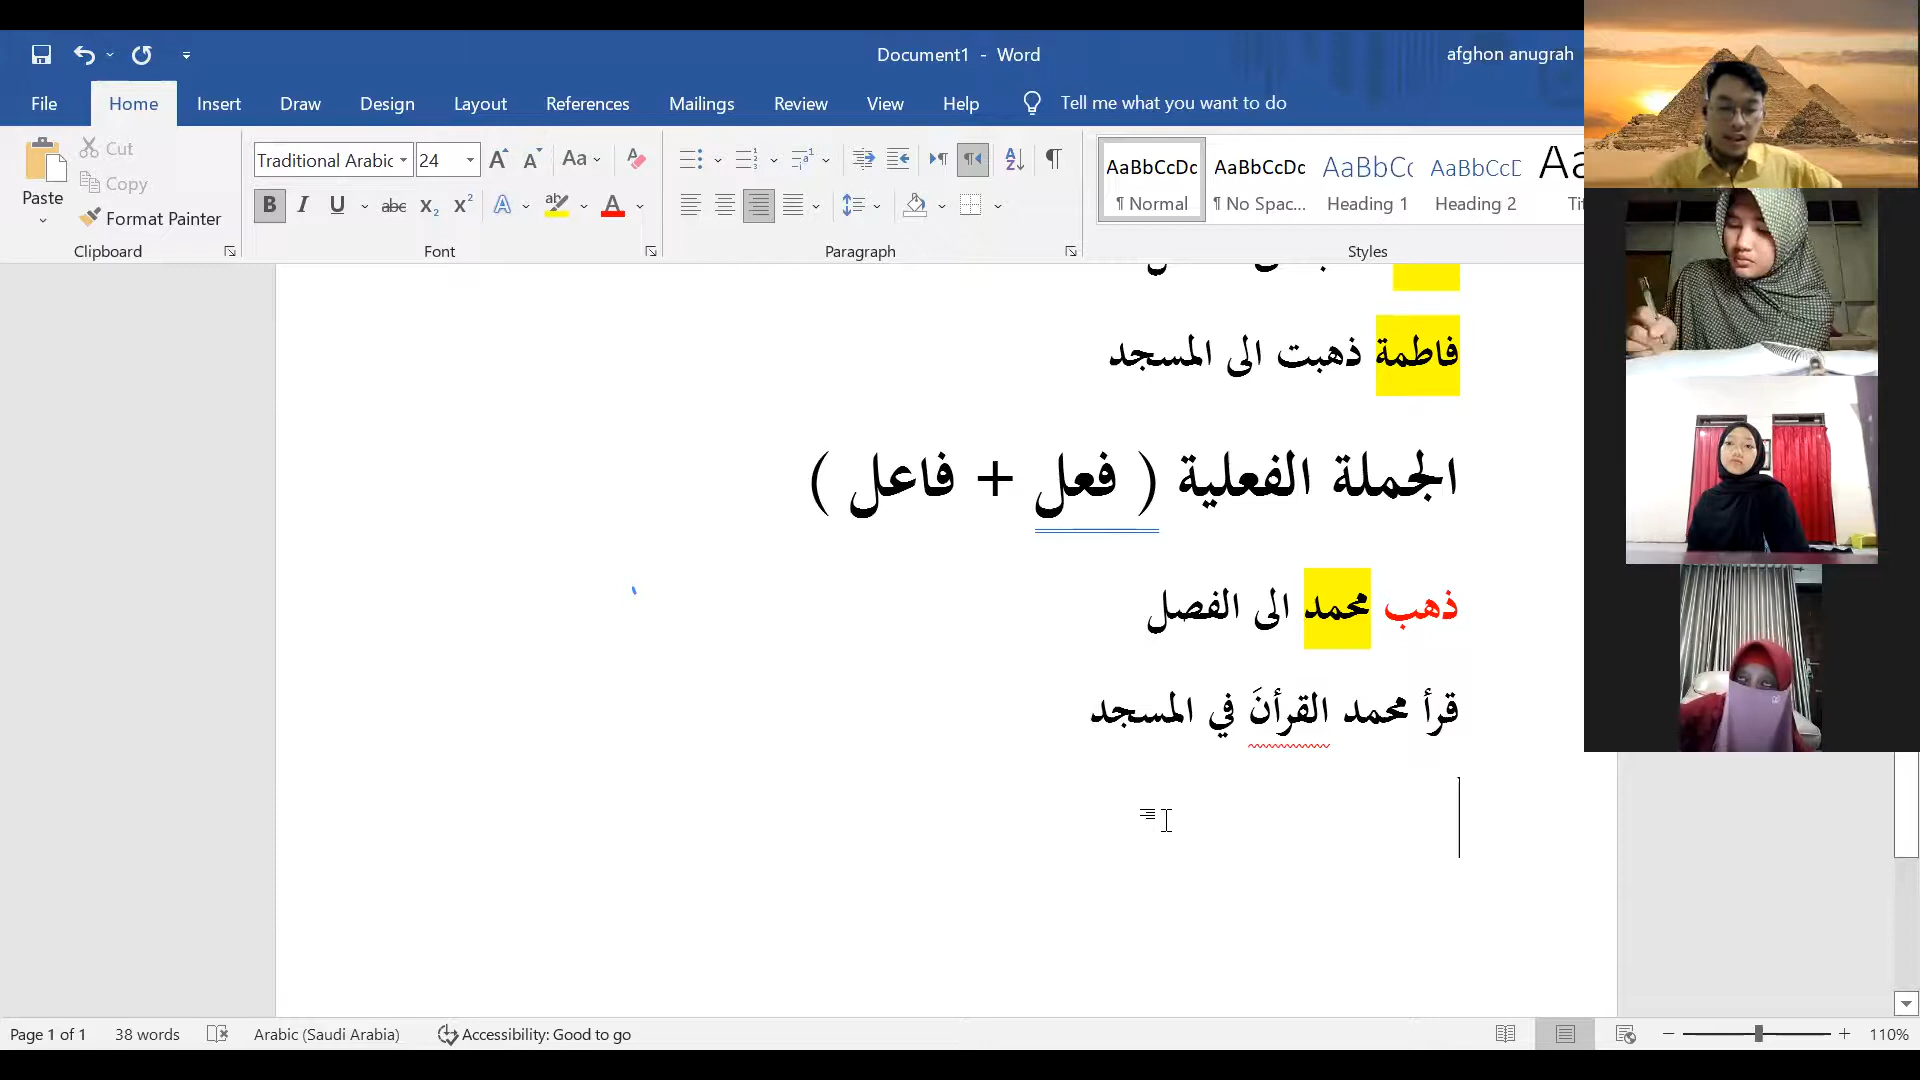 Document1 - Word
afghon anugrah
File Home Insert Draw Design Layout References Mailings Review View Help Tell me what you want to do
Paste
Cut
Copy
Format Painter
Clipboard
Traditional Arabic 24
Font
Paragraph
AaBbCcDc AaBbCcDc AaBbCc AaBbCcD
¶ Normal ¶ No Spac... Heading 1 Heading 2
Styles
فاطمة ذهبت الى المسجد
الجملة الفعلية ( فعل + فاعل )
ذهب محمد الى الفصل
قرأ محمد القرأنَ في المسجد
Page 1 of 1 38 words Arabic (Saudi Arabia) Accessibility: Good to go 110%